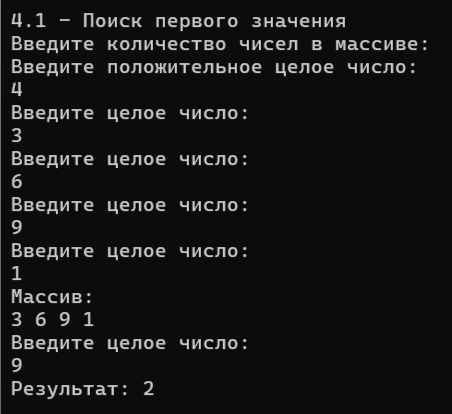 4.1 - Поиск первого значения
Введите количество чисел в массиве:
Введите положительное целое число:
4
Введите целое число:
3
Введите целое число:
6
Введите целое число:
9
Введите целое число:
1
Массив:
3 6 9 1
Введите целое число:
9
Результат: 2